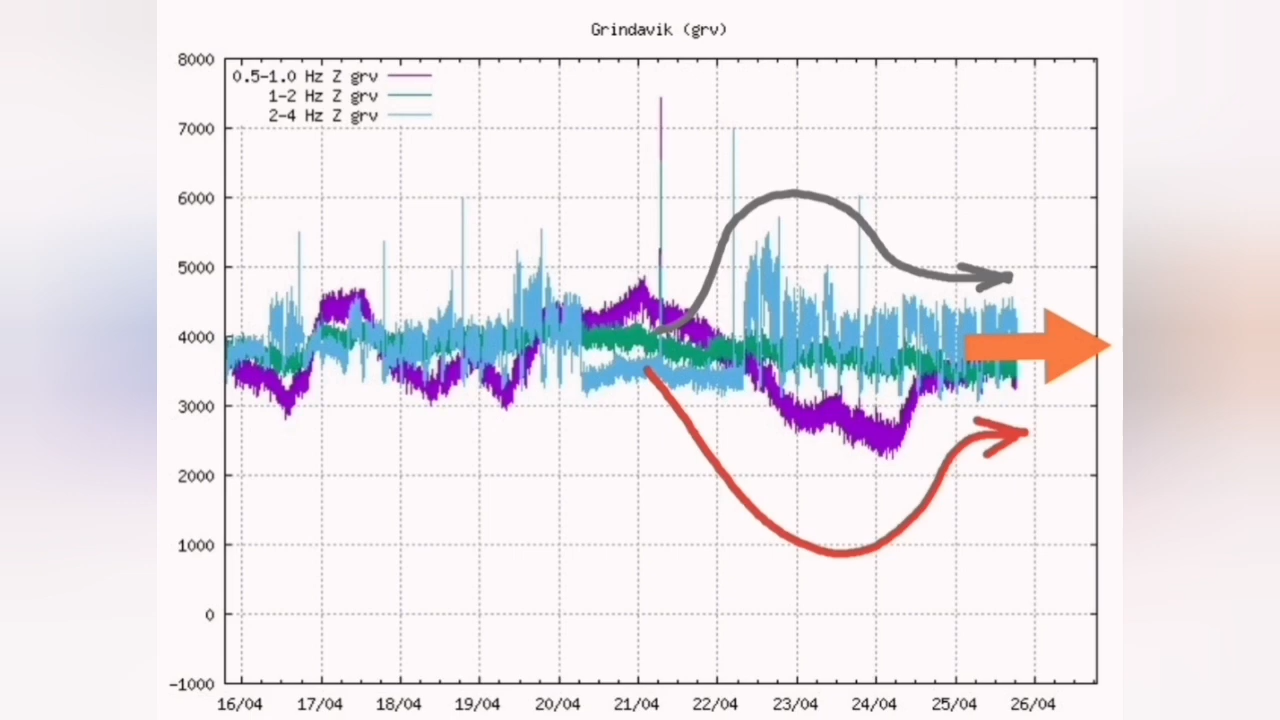 Grindavik (grv)
8000
0.5-1.0 Hz Z grv
1-2 Hz Z grv
2-4 Hz Z grv
7000
6000
5000
4000
3000
2000
1000
0
-1000
16/04 17/04 18/04 19/04 20/04 21/04 22/04 23/04 24/04 25/04 26/04